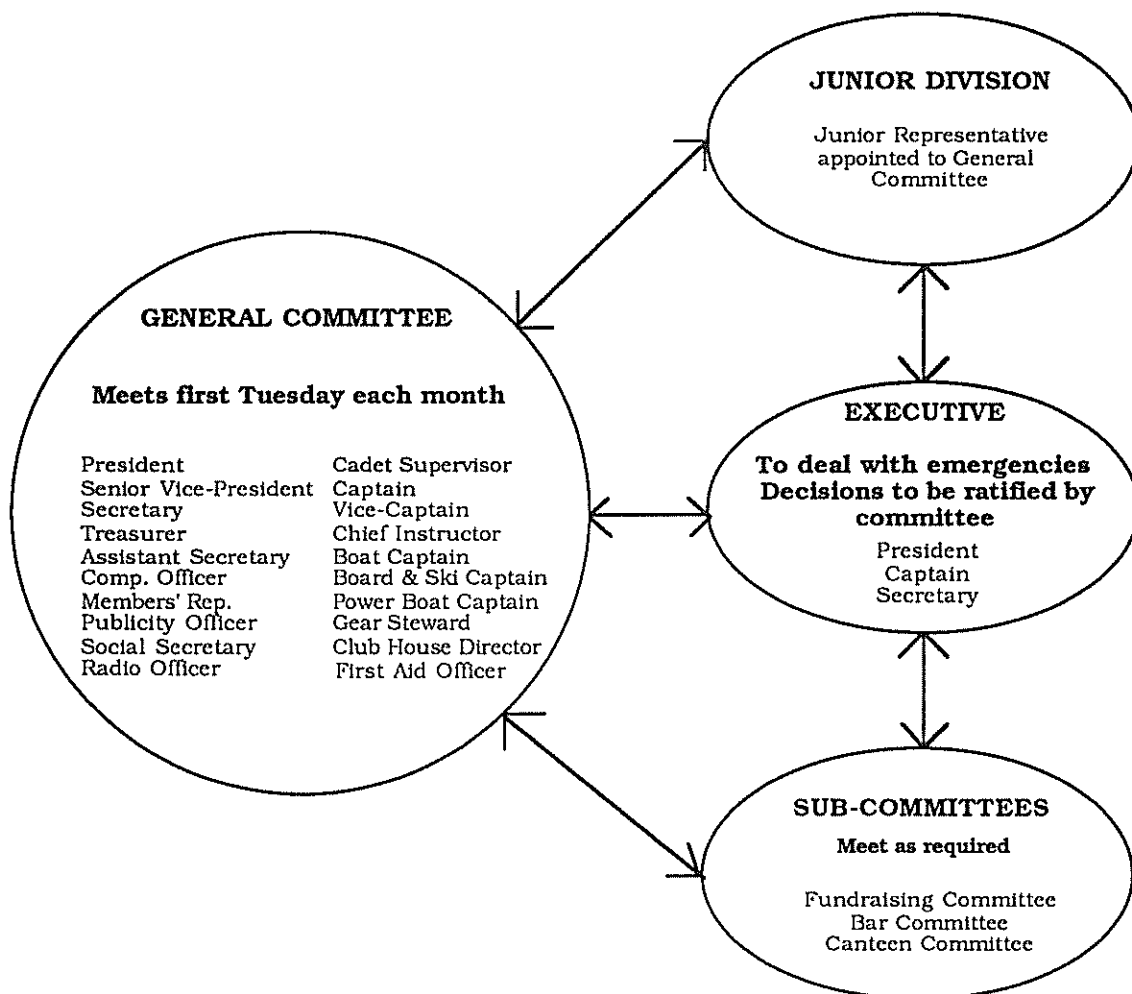 GENERAL COMMITTEE
Meets first Tuesday each month
President Cadet Supervisor
Senior Vice-President Captain
Secretary Vice-Captain
Treasurer Chief Instructor
Assistant Secretary Boat Captain
Comp. Officer Board & Ski Captain
Members' Rep. Power Boat Captain
Publicity Officer Gear Steward
Social Secretary Club House Director
Radio Officer First Aid Officer
JUNIOR DIVISION
Junior Representative
appointed to General
Committee
EXECUTIVE
To deal with emergencies
Decisions to be ratified by
committee
President
Captain
Secretary
SUB-COMMITTEES
Meet as required
Fundraising Committee
Bar Committee
Canteen Committee